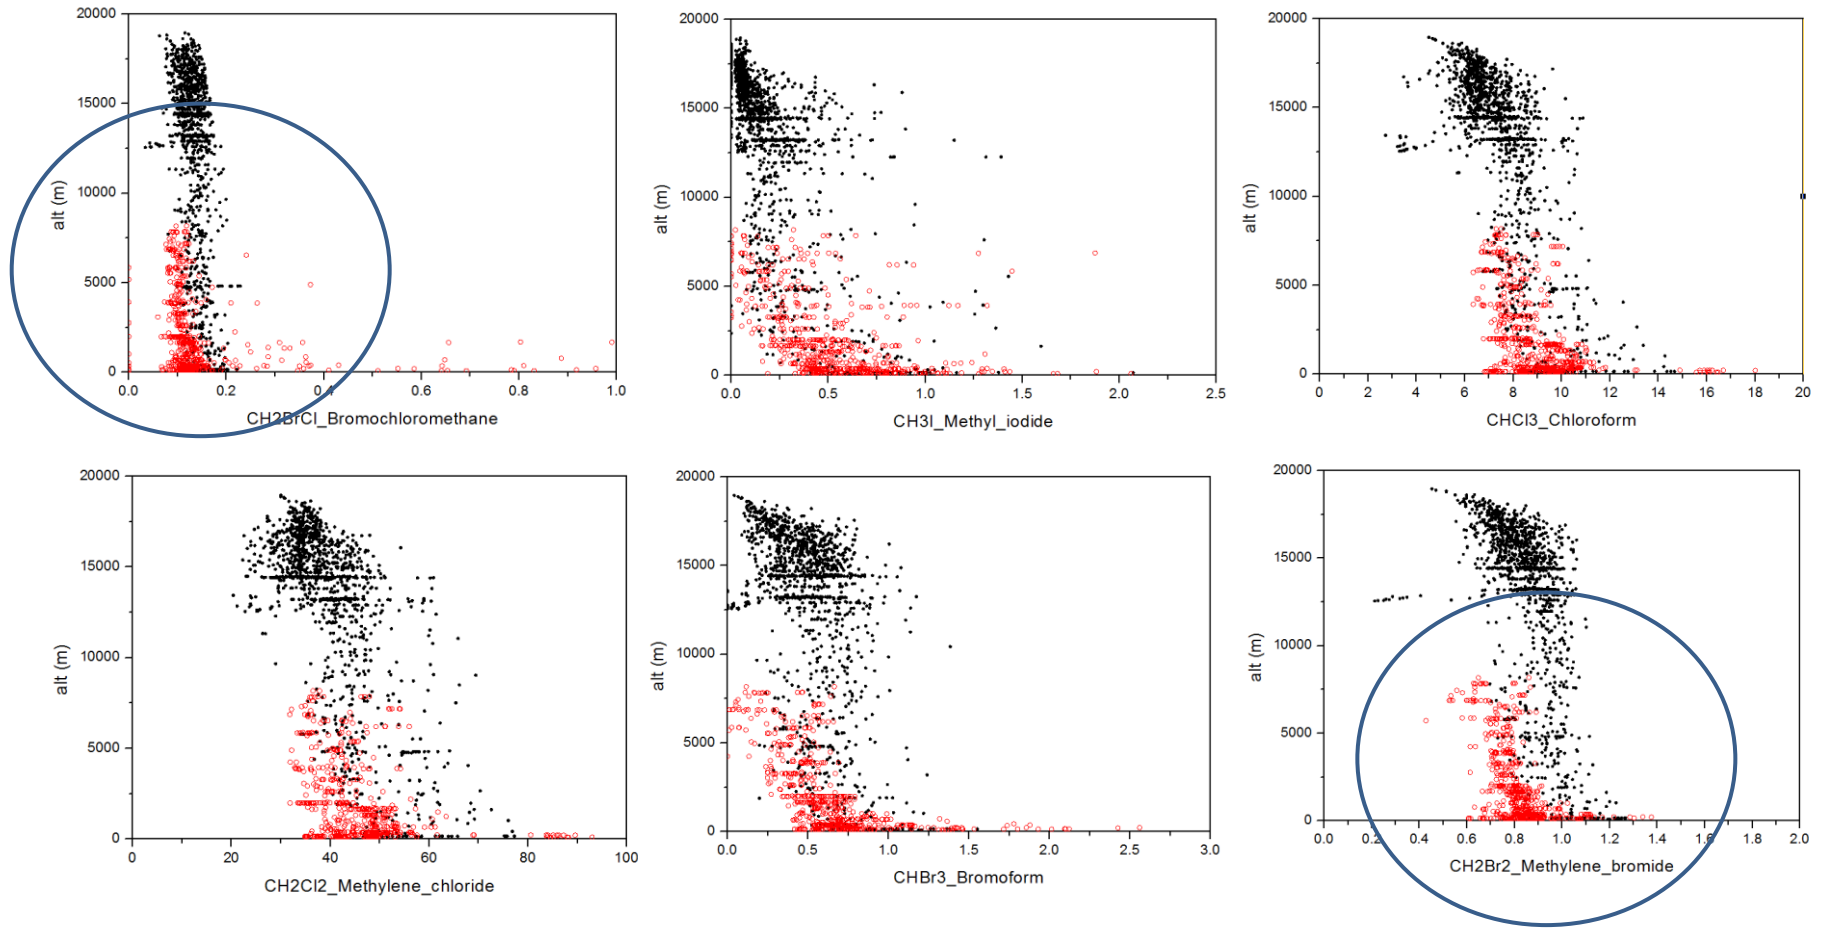 20000
15000
10000
5000
0
alt (m)
0.0 0.2 0.4 0.6 0.8 1.0
CH2BrCl_Bromochloromethane
20000
15000
10000
5000
0
alt (m)
0.0 0.5 1.0 1.5 2.0 2.5
CH3I_Methyl_iodide
20000
15000
10000
5000
0
alt (m)
0 2 4 6 8 10 12 14 16 18 20
CHCl3_Chloroform
20000
15000
10000
5000
0
alt (m)
0 20 40 60 80 100
CH2Cl2_Methylene_chloride
20000
15000
10000
5000
0
alt (m)
0.0 0.5 1.0 1.5 2.0 2.5 3.0
CHBr3_Bromoform
20000
15000
10000
5000
0
alt (m)
0.0 0.2 0.4 0.6 0.8 1.0 1.2 1.4 1.6 1.8 2.0
CH2Br2_Methylene_bromide